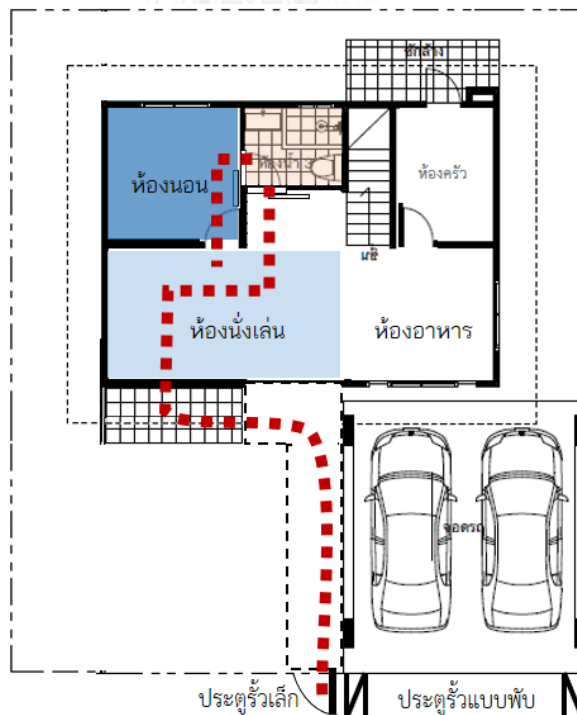 ซักล้าง
ห้องนอน
ห้องน้ำ 3
ห้องครัว
ห้องนั่งเล่น
ห้องอาหาร
จอดรถ
ประตูรั้วเล็ก
ประตูรั้วแบบพับ